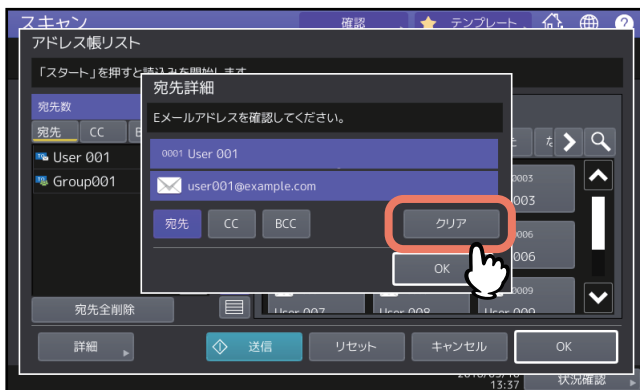 スキャン
確認
テンプレート
アドレス帳リスト
「スタート」を押すと読込みを開始します
宛先数
宛先 CC
User 001
Group001
宛先詳細
Eメールアドレスを確認してください。
0001 User 001
user001@example.com
宛先 CC BCC クリア
OK
た
0003
003
0006
006
0009
User 007 User 008 User 009
宛先全削除
詳細 送信 リセット キャンセル OK
13:37 状況確認